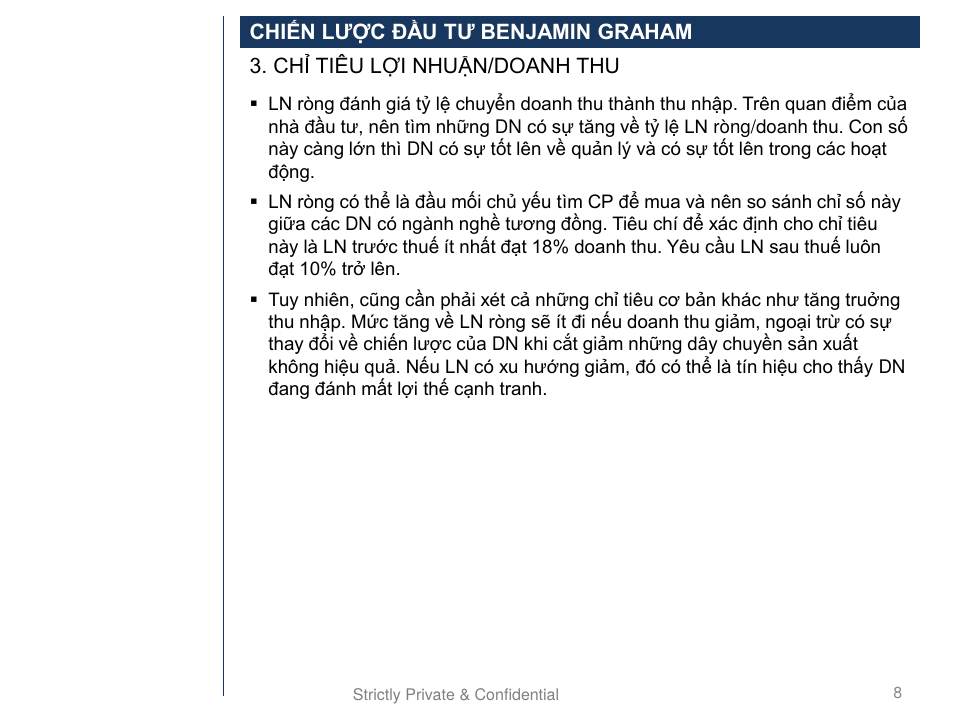 CHIẾN LƯỢC ĐẦU TƯ BENJAMIN GRAHAM
3. CHỈ TIÊU LỢI NHUẬN/DOANH THU
▪ LN ròng đánh giá tỷ lệ chuyển doanh thu thành thu nhập. Trên quan điểm của
nhà đầu tư, nên tìm những DN có sự tăng về tỷ lệ LN ròng/doanh thu. Con số
này càng lớn thì DN có sự tốt lên về quản lý và có sự tốt lên trong các hoạt
động.
▪ LN ròng có thể là đầu mối chủ yếu tìm CP để mua và nên so sánh chỉ số này
giữa các DN có ngành nghề tương đồng. Tiêu chí để xác định cho chỉ tiêu
này là LN trước thuế ít nhất đạt 18% doanh thu. Yêu cầu LN sau thuế luôn
đạt 10% trở lên.
▪ Tuy nhiên, cũng cần phải xét cả những chỉ tiêu cơ bản khác như tăng truởng
thu nhập. Mức tăng về LN ròng sẽ ít đi nếu doanh thu giảm, ngoại trừ có sự
thay đổi về chiến lược của DN khi cắt giảm những dây chuyền sản xuất
không hiệu quả. Nếu LN có xu hướng giảm, đó có thể là tín hiệu cho thấy DN
đang đánh mất lợi thế cạnh tranh.
Strictly Private & Confidential
8